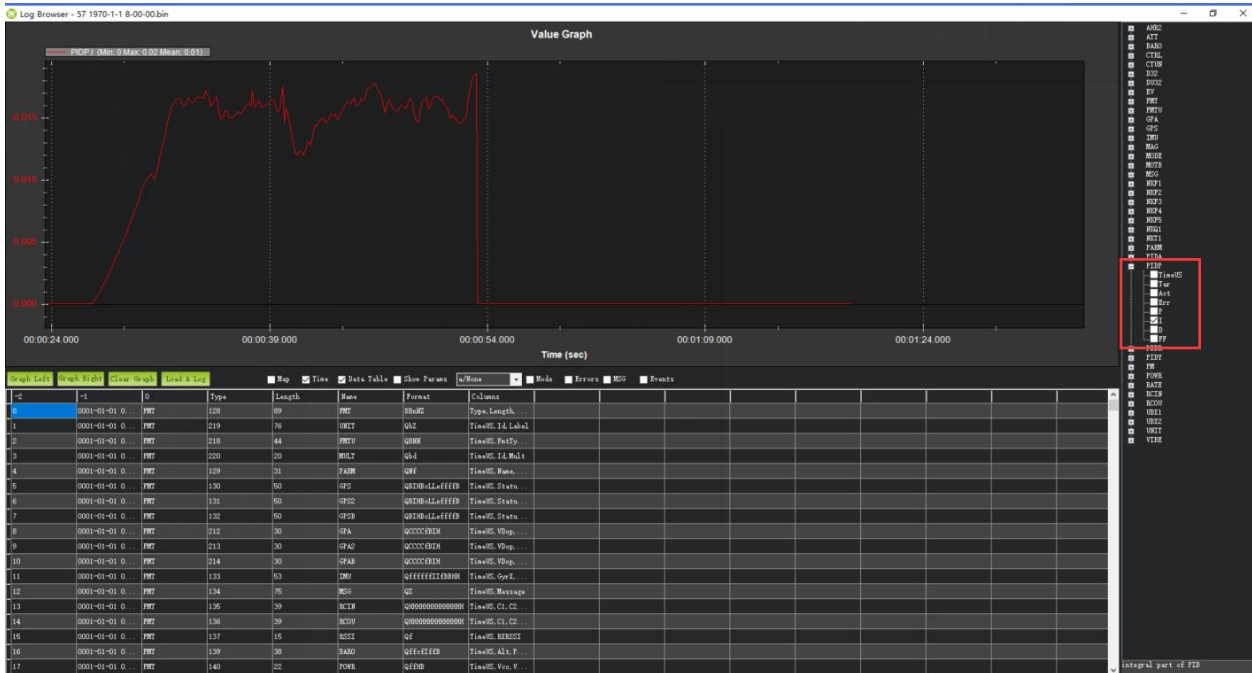 Log Browser - 57 1970-1-1 8-00-00.bin
Value Graph
PIDP.I (Min: 0 Max: 0.02 Mean: 0.01)
0.015
0.010
0.005
0.000
00:00:24.000 00:00:39.000 00:00:54.000 00:01:09.000 00:01:24.000
Time (sec)
Graph Left Graph Right Clear Graph Load A Log Map Time Data Table Show Params a/None Mode Errors MSG Events
-2 -1 0 Type Length Name Format Columns
0 0001-01-01 0... FMT 128 89 FMT BBnNZ Type,Length,...
1 0001-01-01 0... FMT 219 76 UNIT QbZ TimeUS,Id,Label
2 0001-01-01 0... FMT 218 44 FMTU QBNN TimeUS,FmtTy...
3 0001-01-01 0... FMT 220 20 MULT Qbd TimeUS,Id,Mult
4 0001-01-01 0... FMT 129 31 PARM QNf TimeUS,Name,...
5 0001-01-01 0... FMT 130 50 GPS QBIHBcLLeffffB TimeUS,Statu...
6 0001-01-01 0... FMT 131 50 GPS2 QBIHBcLLeffffB TimeUS,Statu...
7 0001-01-01 0... FMT 132 50 GPSB QBIHBcLLeffffB TimeUS,Statu...
8 0001-01-01 0... FMT 212 30 GPA QCCCCfBIH TimeUS,VDop,...
9 0001-01-01 0... FMT 213 30 GPA2 QCCCCfBIH TimeUS,VDop,...
10 0001-01-01 0... FMT 214 30 GPAB QCCCCfBIH TimeUS,VDop,...
11 0001-01-01 0... FMT 133 53 IMU TimeUS,GyrX,...
12 0001-01-01 0... FMT 134 75 MSG QZ TimeUS,Message
13 0001-01-01 0... FMT 135 39 RCIN TimeUS,C1,C2...
14 0001-01-01 0... FMT 136 39 RCOU TimeUS,C1,C2...
15 0001-01-01 0... FMT 137 15 RSSI Qf TimeUS,RXRSSI
16 0001-01-01 0... FMT 139 38 BARO QffcfIffB TimeUS,Alt,P...
17 0001-01-01 0... FMT 140 22 POWR QffHB TimeUS,Vcc,V...
AHR2
ATT
BARO
CTRL
CTUN
D32
DU32
EV
FMT
FMTU
GPA
GPS
IMU
MAG
MODE
MOTB
MSG
NKF1
NKF2
NKF3
NKF4
NKF5
NKQ1
NKT1
PARM
PIDA
PIDP
TimeUS
Tar
Act
Err
P
I
D
FF
PIDR
PIDY
PM
POWR
RATE
RCIN
RCOU
UBX1
UBX2
UNIT
VIBE
integral part of PID